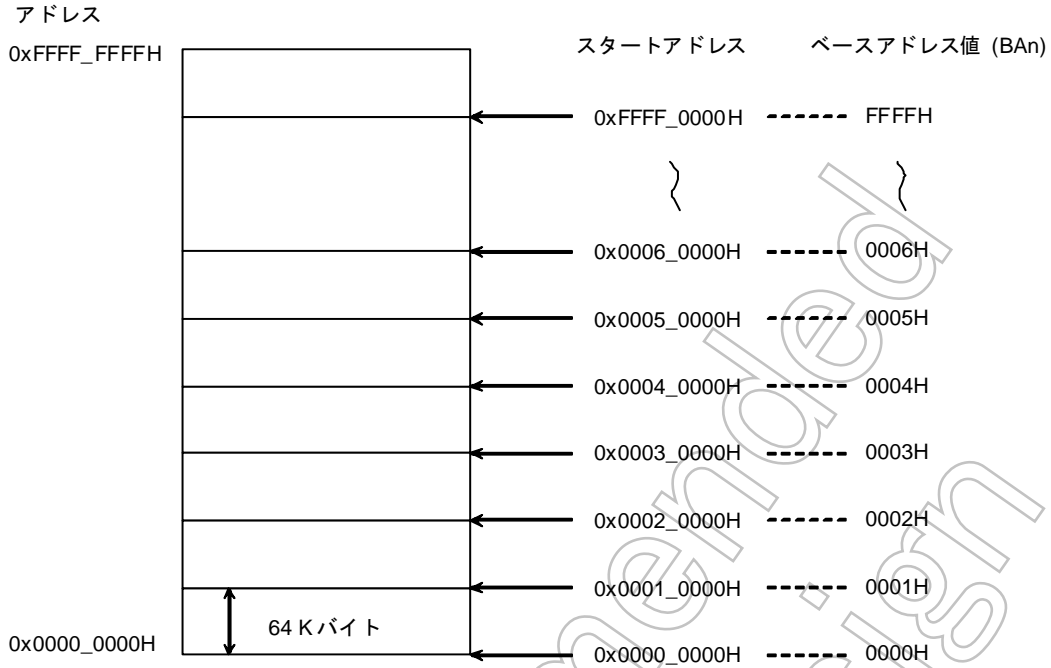 アドレス
0xFFFF_FFFFH
スタートアドレス ベースアドレス値 (BAn)
0xFFFF_0000H FFFFH
0x0006_0000H 0006H
0x0005_0000H 0005H
0x0004_0000H 0004H
0x0003_0000H 0003H
0x0002_0000H 0002H
0x0001_0000H 0001H
64 Kバイト
0x0000_0000H 0x0000_0000H 0000H
mended
sign